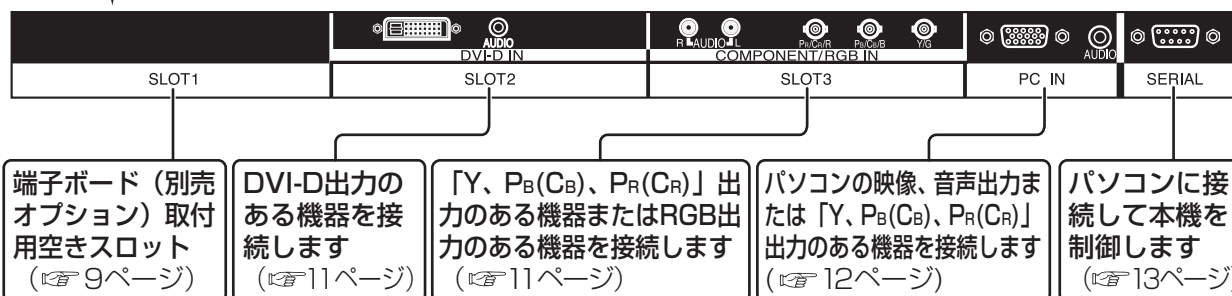 AUDIO
DVI-D IN
R AUDIO L
PR/CR/R PB/CB/B Y/G
COMPONENT/RGB IN
AUDIO
SLOT1
SLOT2
SLOT3
PC IN
SERIAL
端子ボード（別売
オプション）取付
用空きスロット
（☞9ページ）
DVI-D出力の
ある機器を接
続します
（☞11ページ）
「Y、PB(CB)、PR(CR)」出
力のある機器またはRGB出
力のある機器を接続します
（☞11ページ）
パソコンの映像、音声出力ま
たは「Y、PB(CB)、PR(CR)」
出力のある機器を接続します
（☞12ページ）
パソコンに接
続して本機を
制御します
（☞13ページ